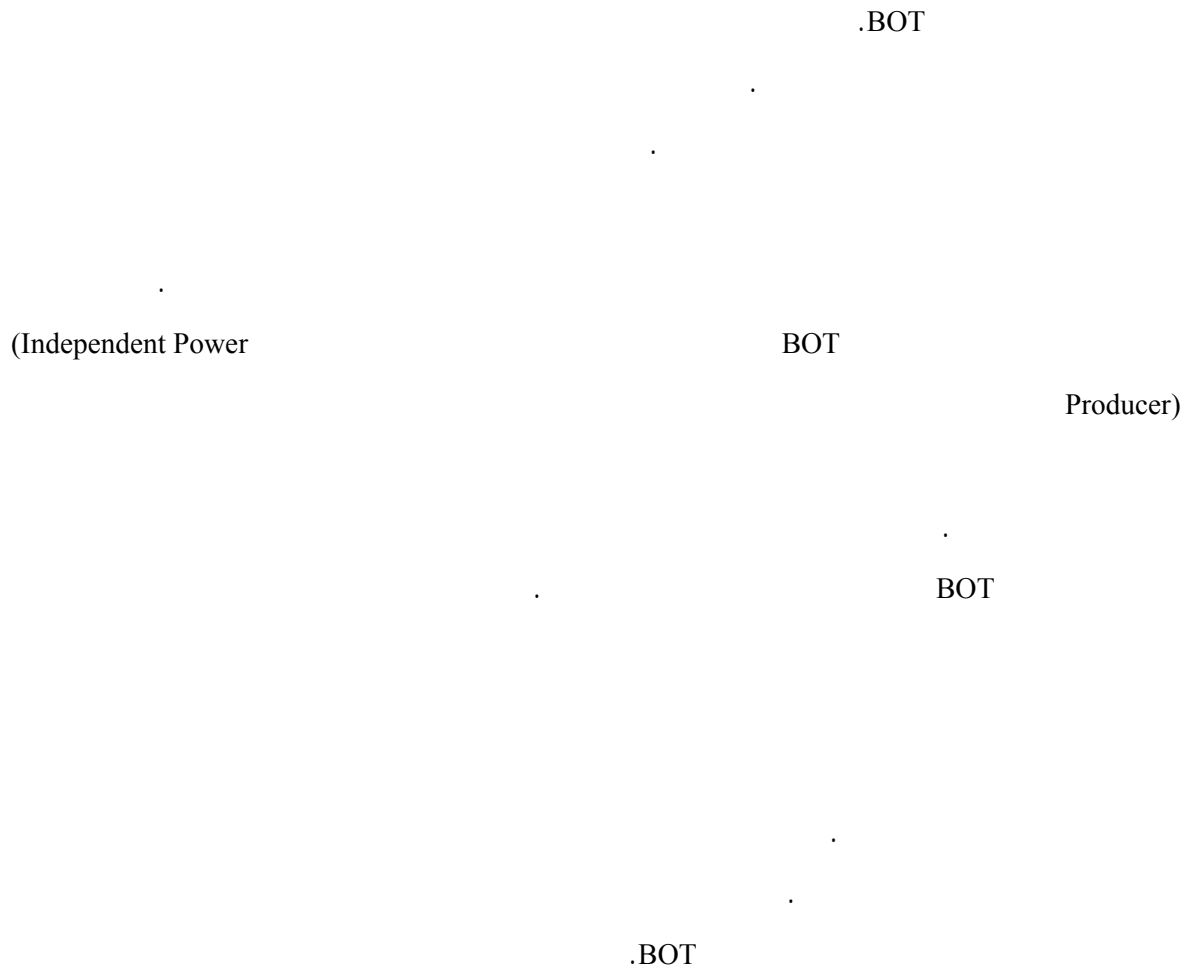 .BOT
.
.
.
(Independent Power BOT
Producer)
.
. BOT
.
.
.BOT